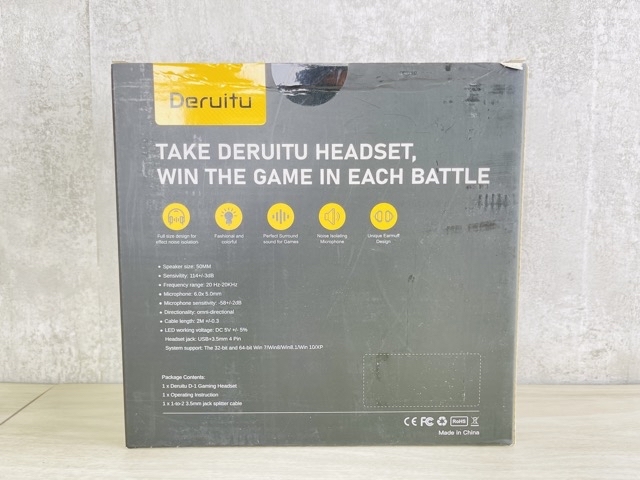 Deruitu
TAKE DERUITU HEADSET,
WIN THE GAME IN EACH BATTLE
Full size design for
effect noise isolation
Fashional and
colorful
Perfect Surround
sound for Games
Noise Isolating
Microphone
Unique Earmuff
Design
• Speaker size: 50MM
• Sensivility: 114+/-3dB
• Frequency range: 20 Hz-20KHz
• Microphone: 6.0x 5.0mm
• Microphone sensitivity: -58+/-2dB
• Directionality: omni-directional
• Cable length: 2M +/-0.3
• LED working voltage: DC 5V +/- 5%
Headset jack: USB+3.5mm 4 Pin
System support: The 32-bit and 64-bit Win 7/Win8/Win8.1/Win 10/XP
Package Contents:
1 x Deruitu D-1 Gaming Headset
1 x Operating Instruction
1 x 1-to-2 3.5mm jack splitter cable
CE FC RoHS
Made in China